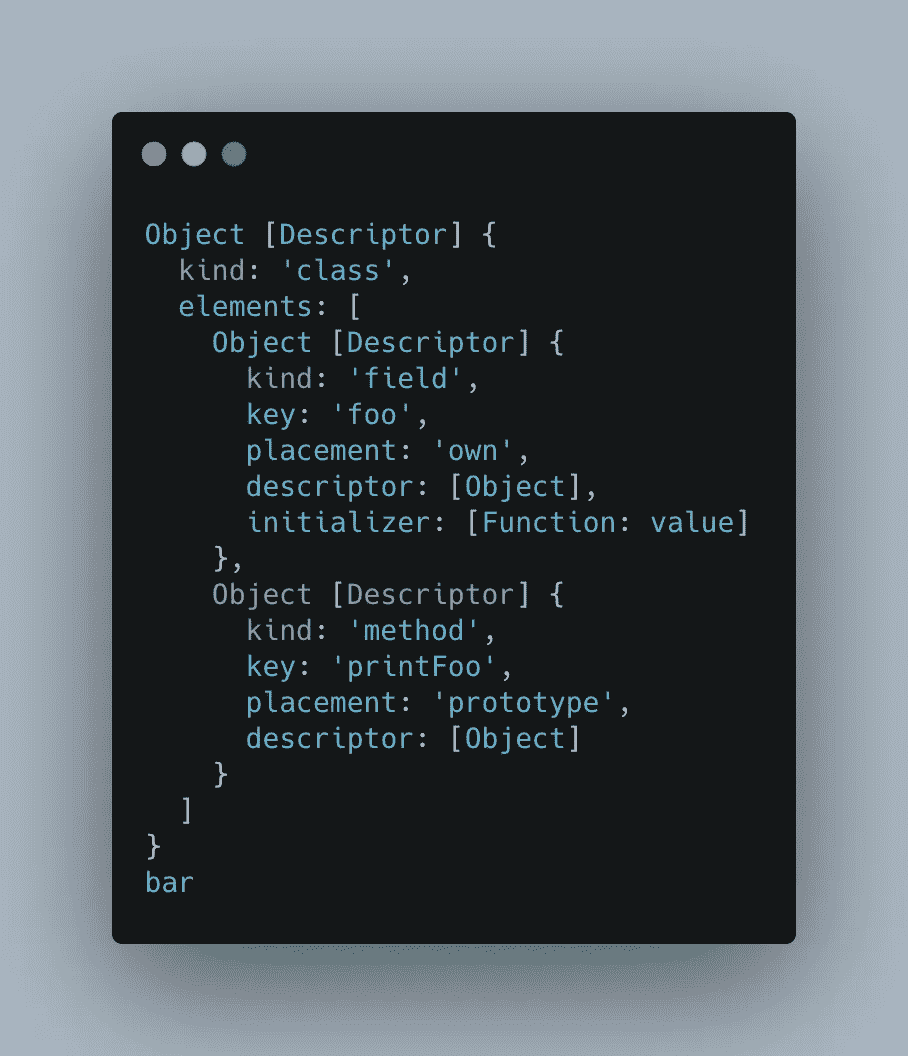 Object [Descriptor] {
  kind: 'class',
  elements: [
    Object [Descriptor] {
      kind: 'field',
      key: 'foo',
      placement: 'own',
      descriptor: [Object],
      initializer: [Function: value]
    },
    Object [Descriptor] {
      kind: 'method',
      key: 'printFoo',
      placement: 'prototype',
      descriptor: [Object]
    }
  ]
}
bar